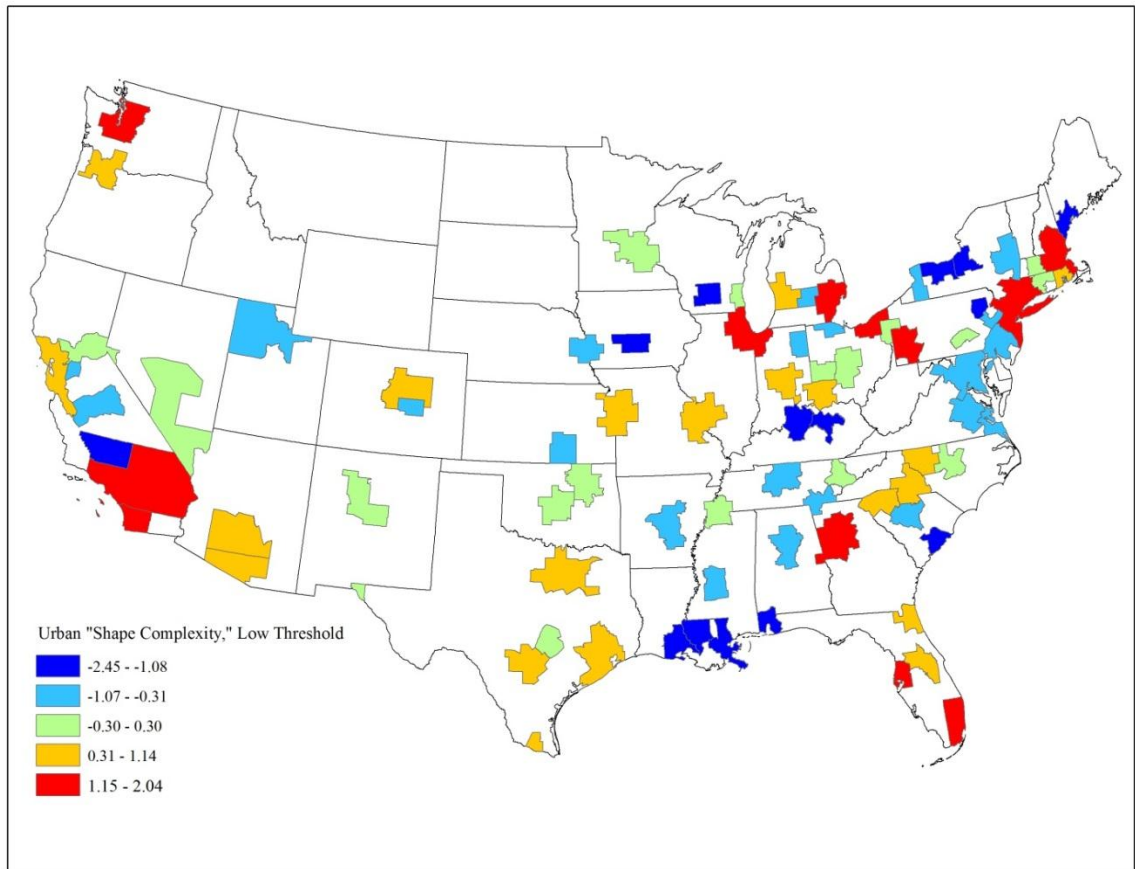 Urban "Shape Complexity," Low Threshold
-2.45 - -1.08
-1.07 - -0.31
-0.30 - 0.30
0.31 - 1.14
1.15 - 2.04